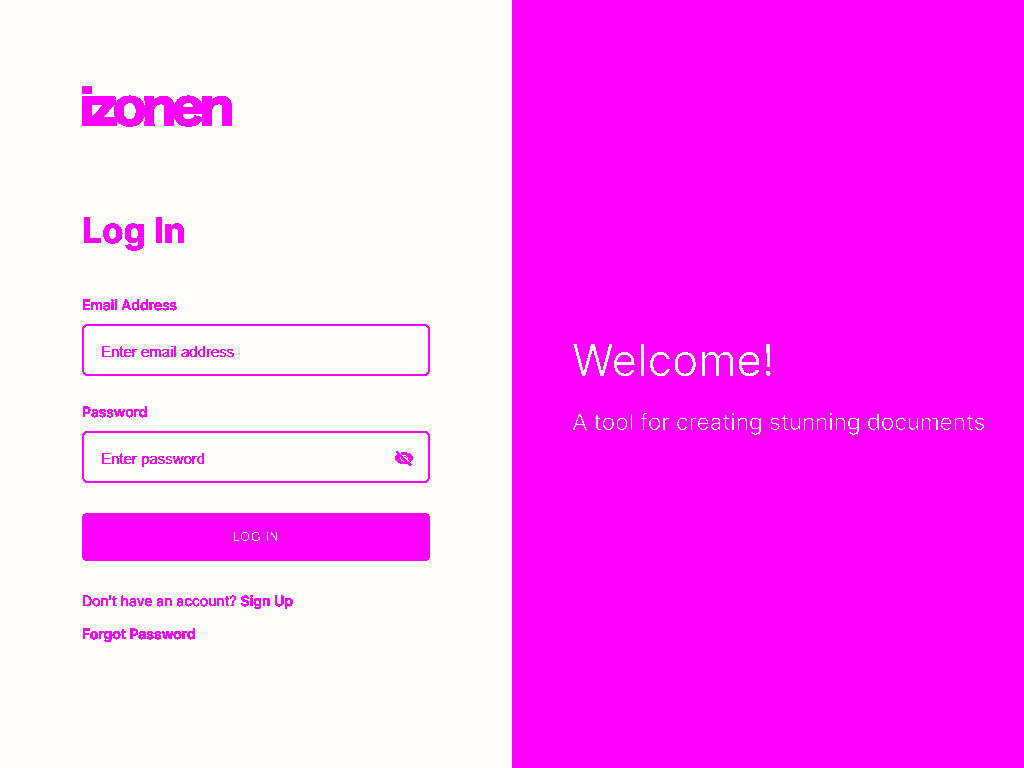 izonen
Log In
Email Address
Enter email address
Password
Enter password
LOG IN
Don't have an account? Sign Up
Forgot Password
Welcome!
A tool for creating stunning documents